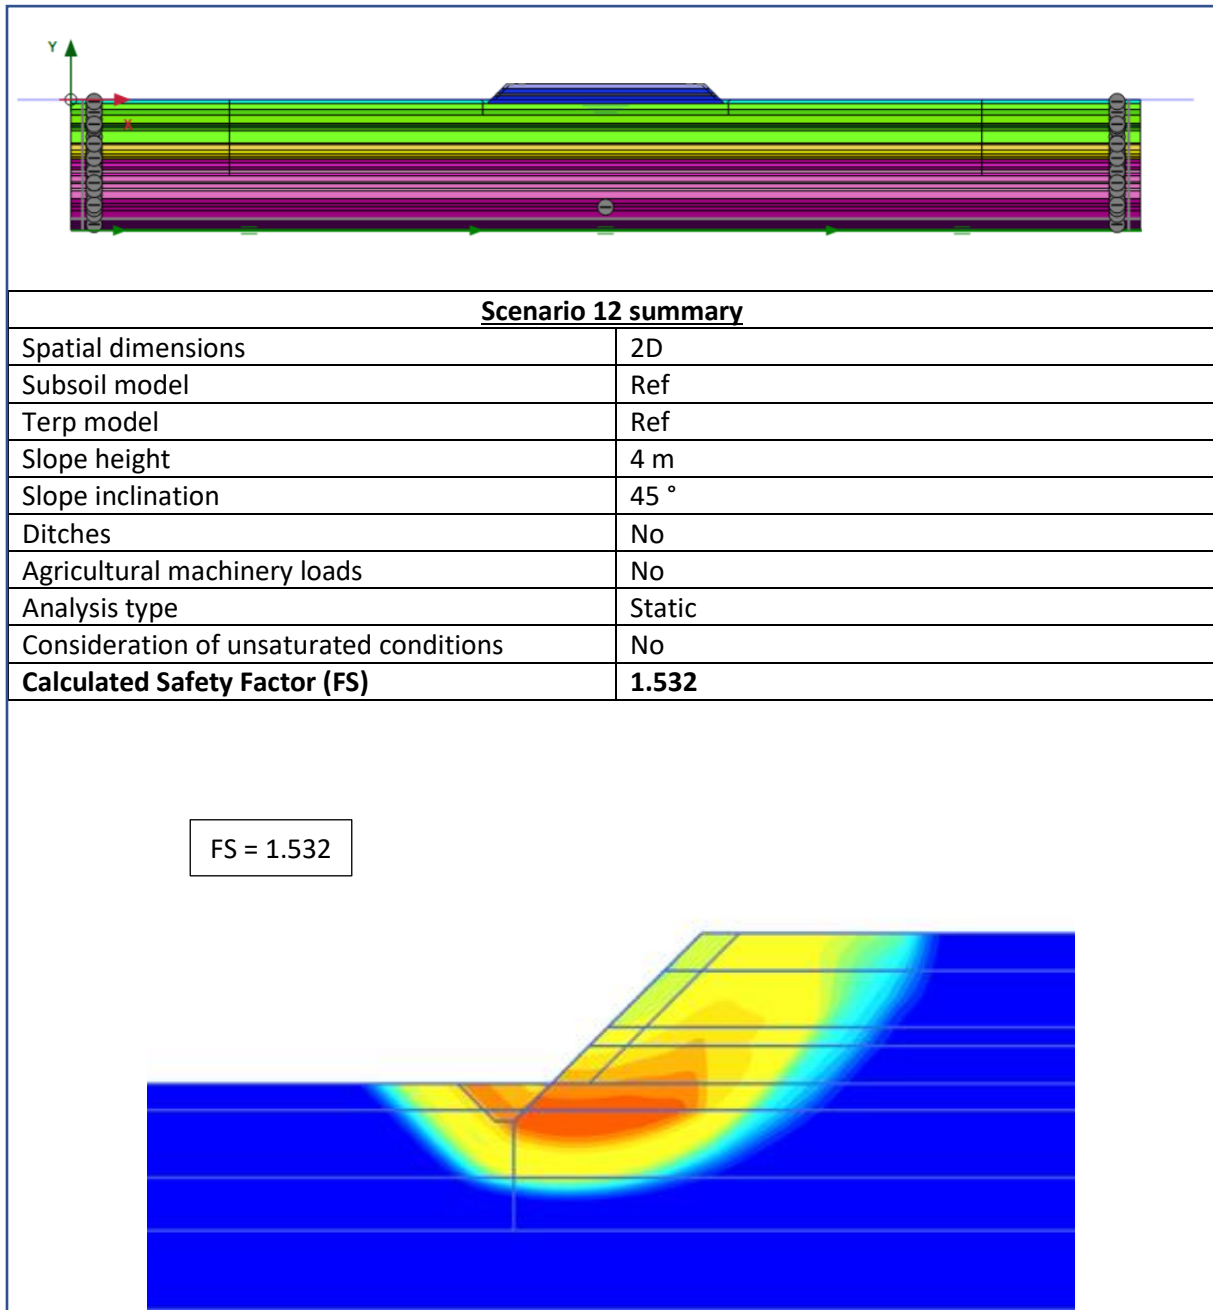 Y
X
Scenario 12 summary
Spatial dimensions 2D
Subsoil model Ref
Terp model Ref
Slope height 4 m
Slope inclination 45 °
Ditches No
Agricultural machinery loads No
Analysis type Static
Consideration of unsaturated conditions No
Calculated Safety Factor (FS) 1.532
FS = 1.532